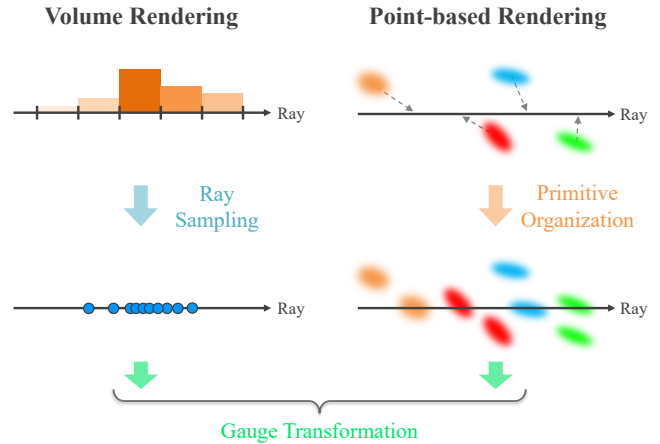 Volume Rendering
Point-based Rendering
Ray
Ray
Ray
Sampling
Primitive
Organization
Ray
Ray
Gauge Transformation